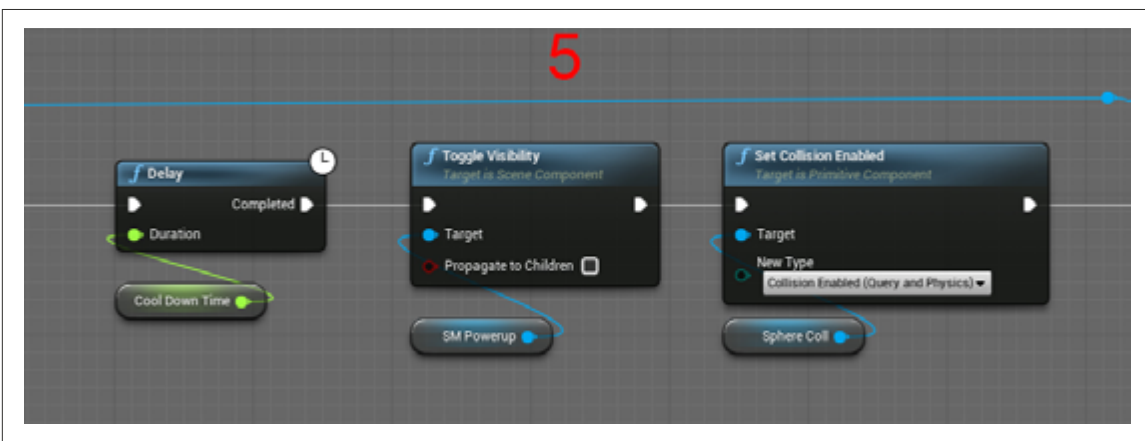 5
Delay
Completed
Duration
Cool Down Time
Toggle Visibility
Target is Scene Component
Target
Propagate to Children
SM Powerup
Set Collision Enabled
Target is Primitive Component
Target
New Type
Collision Enabled (Query and Physics)
Sphere Coll